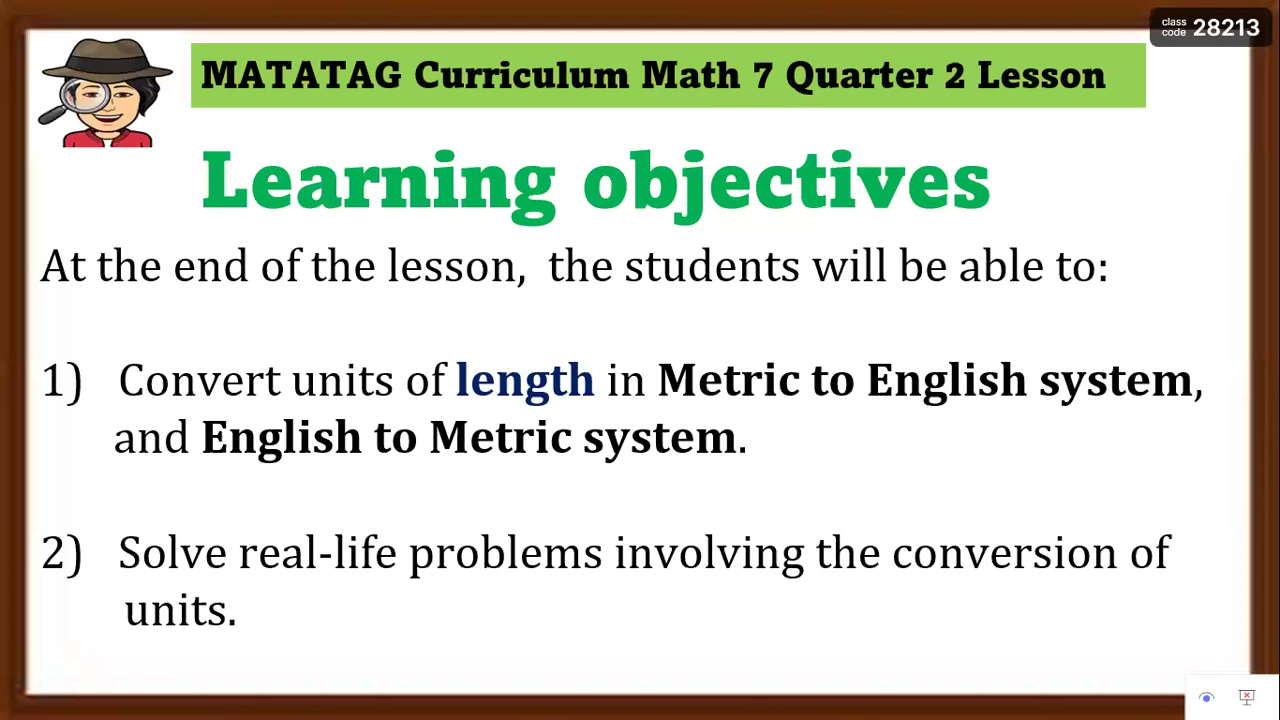 class
code 28213
MATATAG Curriculum Math 7 Quarter 2 Lesson
Learning objectives
At the end of the lesson, the students will be able to:
1) Convert units of length in Metric to English system,
and English to Metric system.
2) Solve real-life problems involving the conversion of
units.